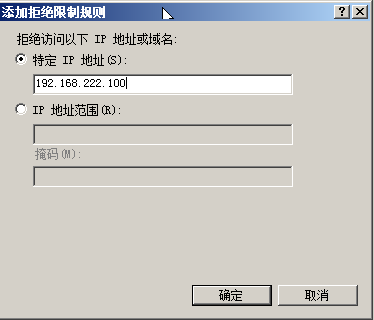 添加拒绝限制规则
拒绝访问以下 IP 地址或域名:
特定 IP 地址(S):
192.168.222.100
IP 地址范围(R):
掩码(M):
确定
取消